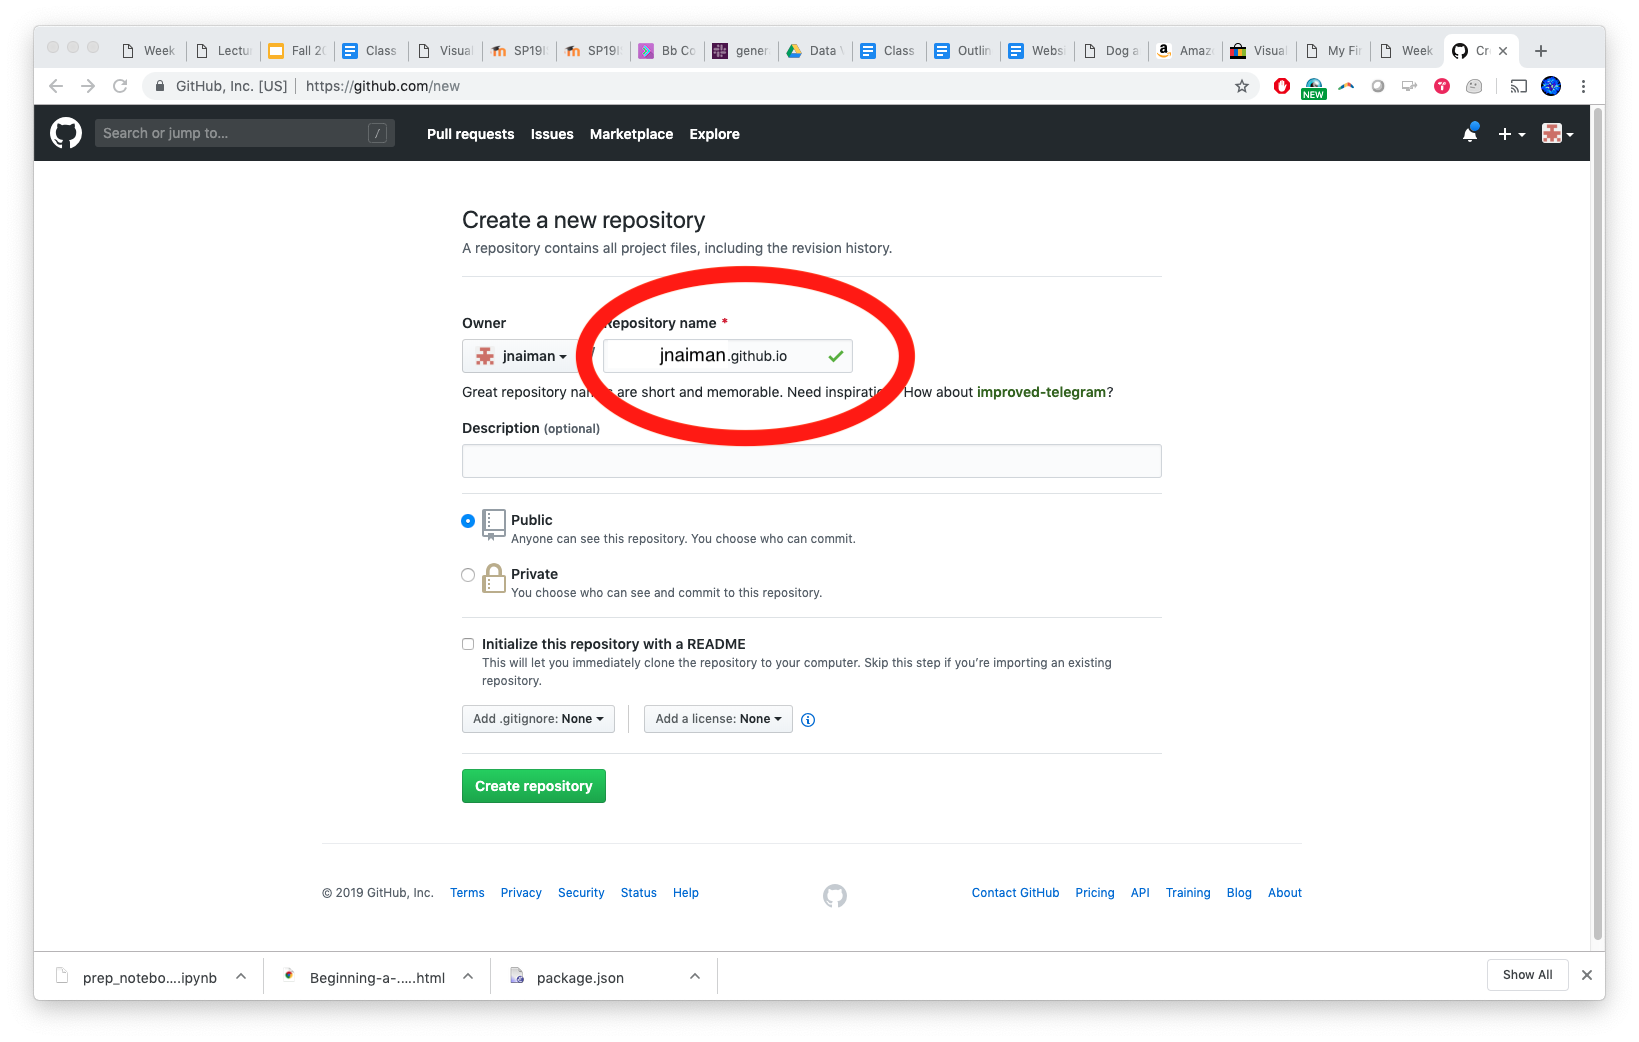 Week
Lectu
Fall 20
Class
Visual
SP19I
SP19I
Bb Co
gener
Data V
Class
Outlin
Websi
Dog a
a Amaz
Visual
My Fir
Week
Cr
GitHub, Inc. [US] | https://github.com/new
NEW
Search or jump to... /
Pull requests Issues Marketplace Explore
Create a new repository
A repository contains all project files, including the revision history.
Owner Repository name *
jnaiman / jnaiman.github.io
Great repository names are short and memorable. Need inspiration? How about improved-telegram?
Description (optional)
Public
Anyone can see this repository. You choose who can commit.
Private
You choose who can see and commit to this repository.
Initialize this repository with a README
This will let you immediately clone the repository to your computer. Skip this step if you’re importing an existing
repository.
Add .gitignore: None Add a license: None
Create repository
© 2019 GitHub, Inc. Terms Privacy Security Status Help Contact GitHub Pricing API Training Blog About
prep_notebo....ipynb Beginning-a-.....html package.json Show All